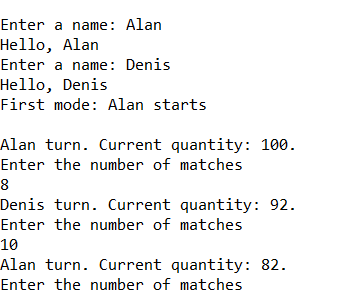 Enter a name: Alan
Hello, Alan
Enter a name: Denis
Hello, Denis
First mode: Alan starts
Alan turn. Current quantity: 100.
Enter the number of matches
8
Denis turn. Current quantity: 92.
Enter the number of matches
10
Alan turn. Current quantity: 82.
Enter the number of matches